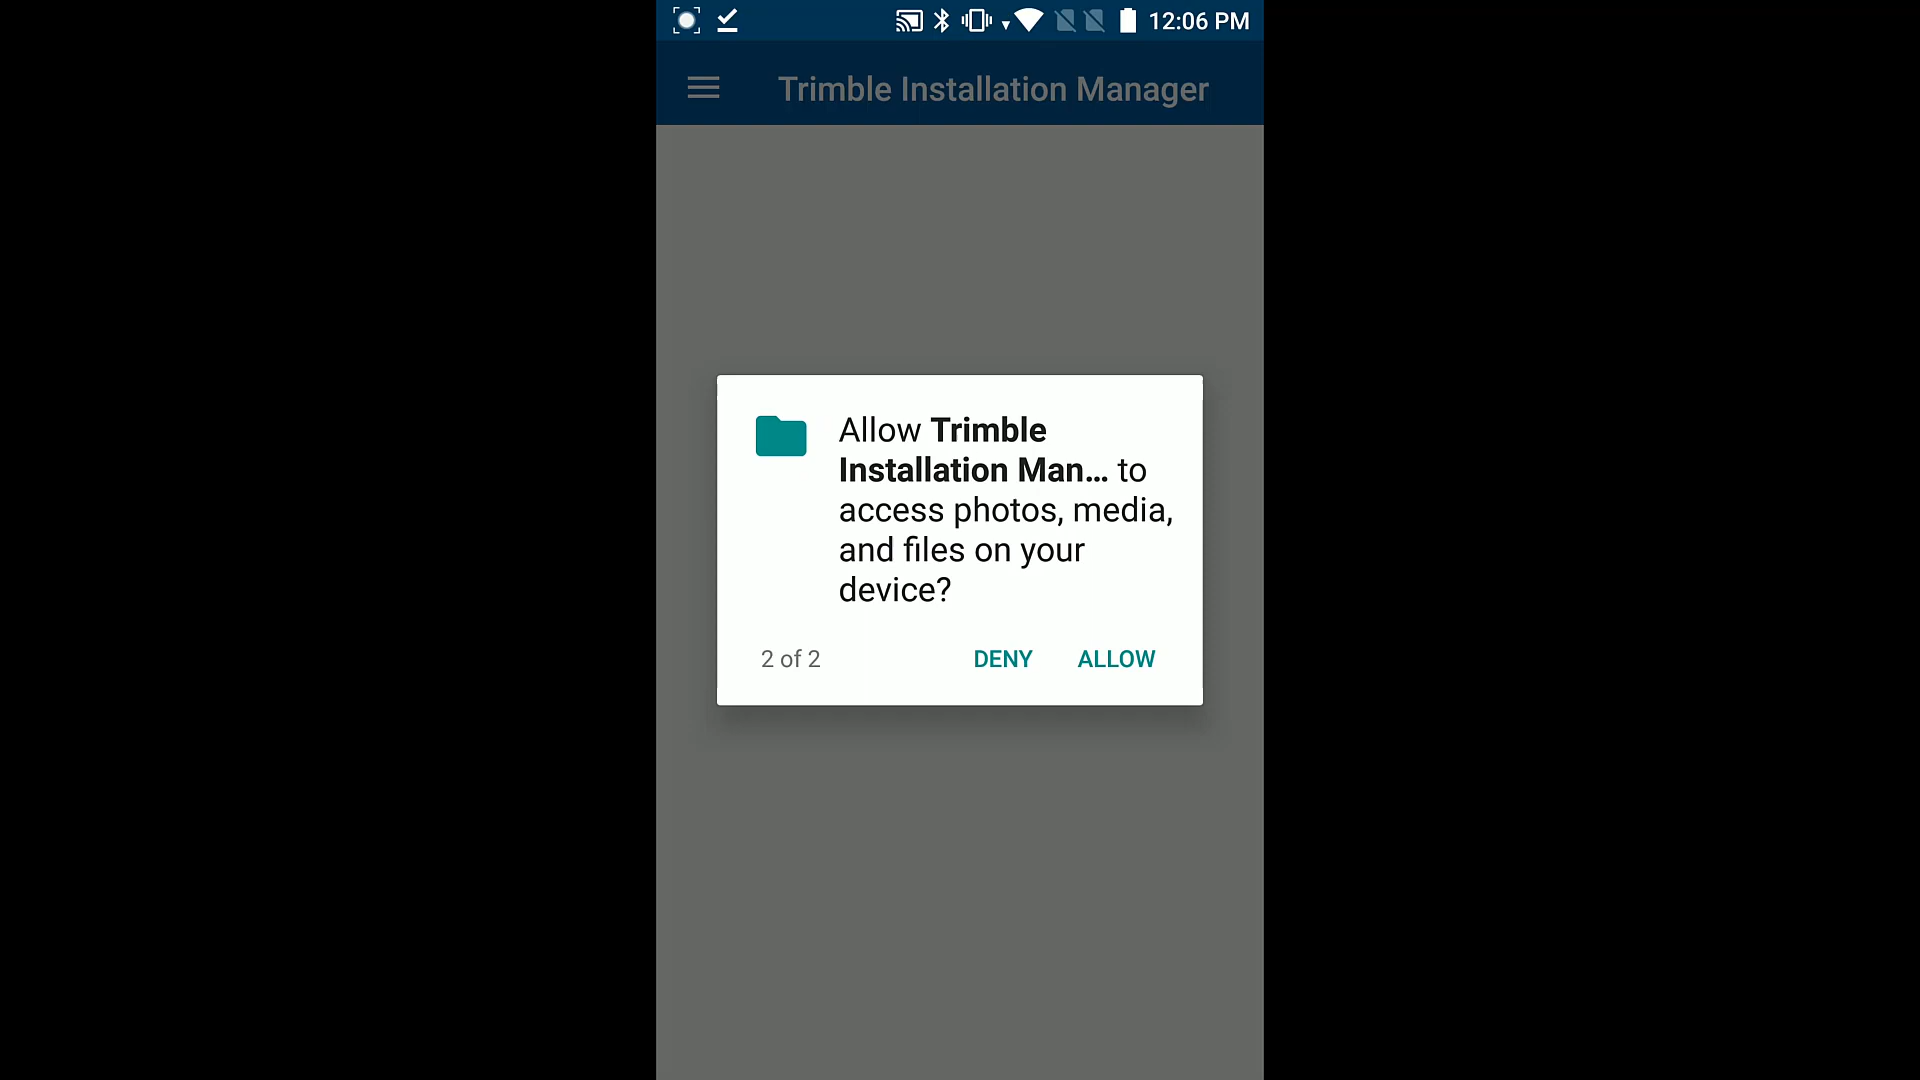 12:06 PM
Trimble Installation Manager
Allow Trimble
Installation Man... to
access photos, media,
and files on your
device?
2 of 2 DENY ALLOW